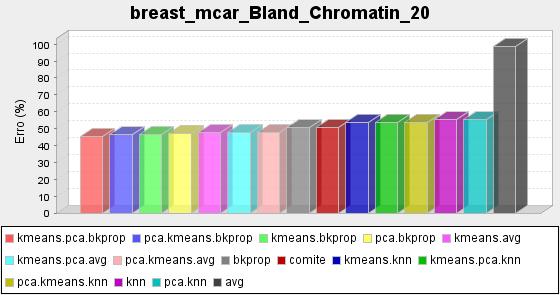 breast_mcar_Bland_Chromatin_20
Erro (%)
100
90
80
70
60
50
40
30
20
10
0
kmeans.pca.bkprop pca.kmeans.bkprop kmeans.bkprop pca.bkprop kmeans.avg
kmeans.pca.avg pca.kmeans.avg bkprop comite kmeans.knn kmeans.pca.knn
pca.kmeans.knn knn pca.knn avg